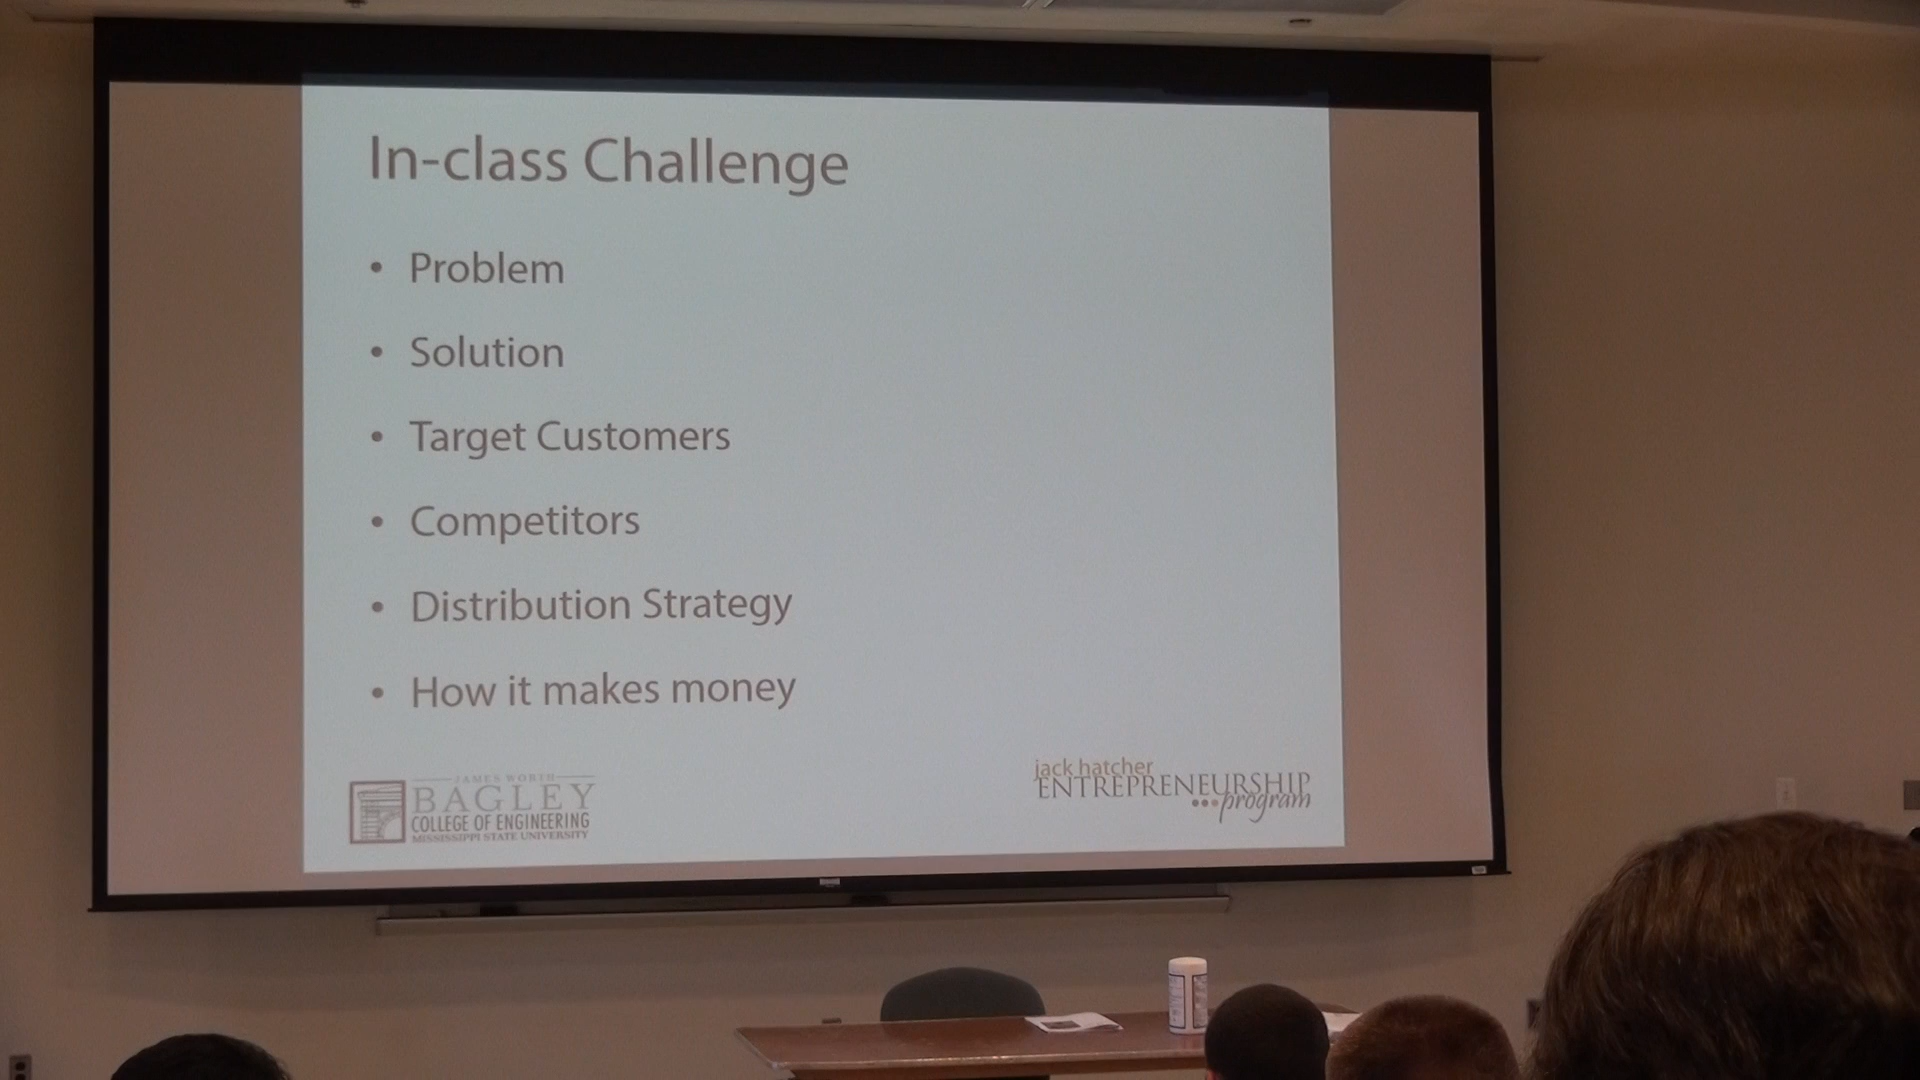 In-class Challenge
• Problem
• Solution
• Target Customers
• Competitors
• Distribution Strategy
• How it makes money
JAMES WORTH
BAGLEY
COLLEGE OF ENGINEERING
MISSISSIPPI STATE UNIVERSITY
jack hatcher
ENTREPRENEURSHIP
program